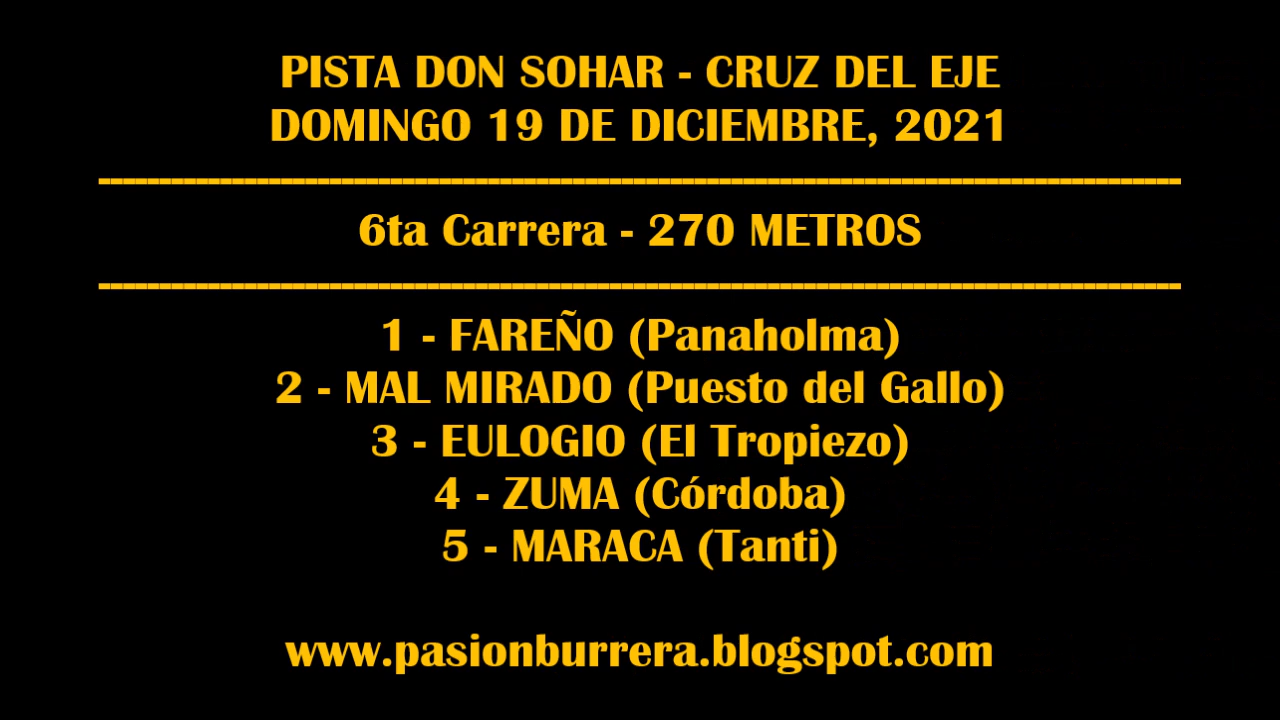 PISTA DON SOHAR - CRUZ DEL EJE
DOMINGO 19 DE DICIEMBRE, 2021
6ta Carrera - 270 METROS
1 - FAREÑO (Panaholma)
2 - MAL MIRADO (Puesto del Gallo)
3 - EULOGIO (El Tropiezo)
4 - ZUMA (Córdoba)
5 - MARACA (Tanti)
www.pasionburrera.blogspot.com